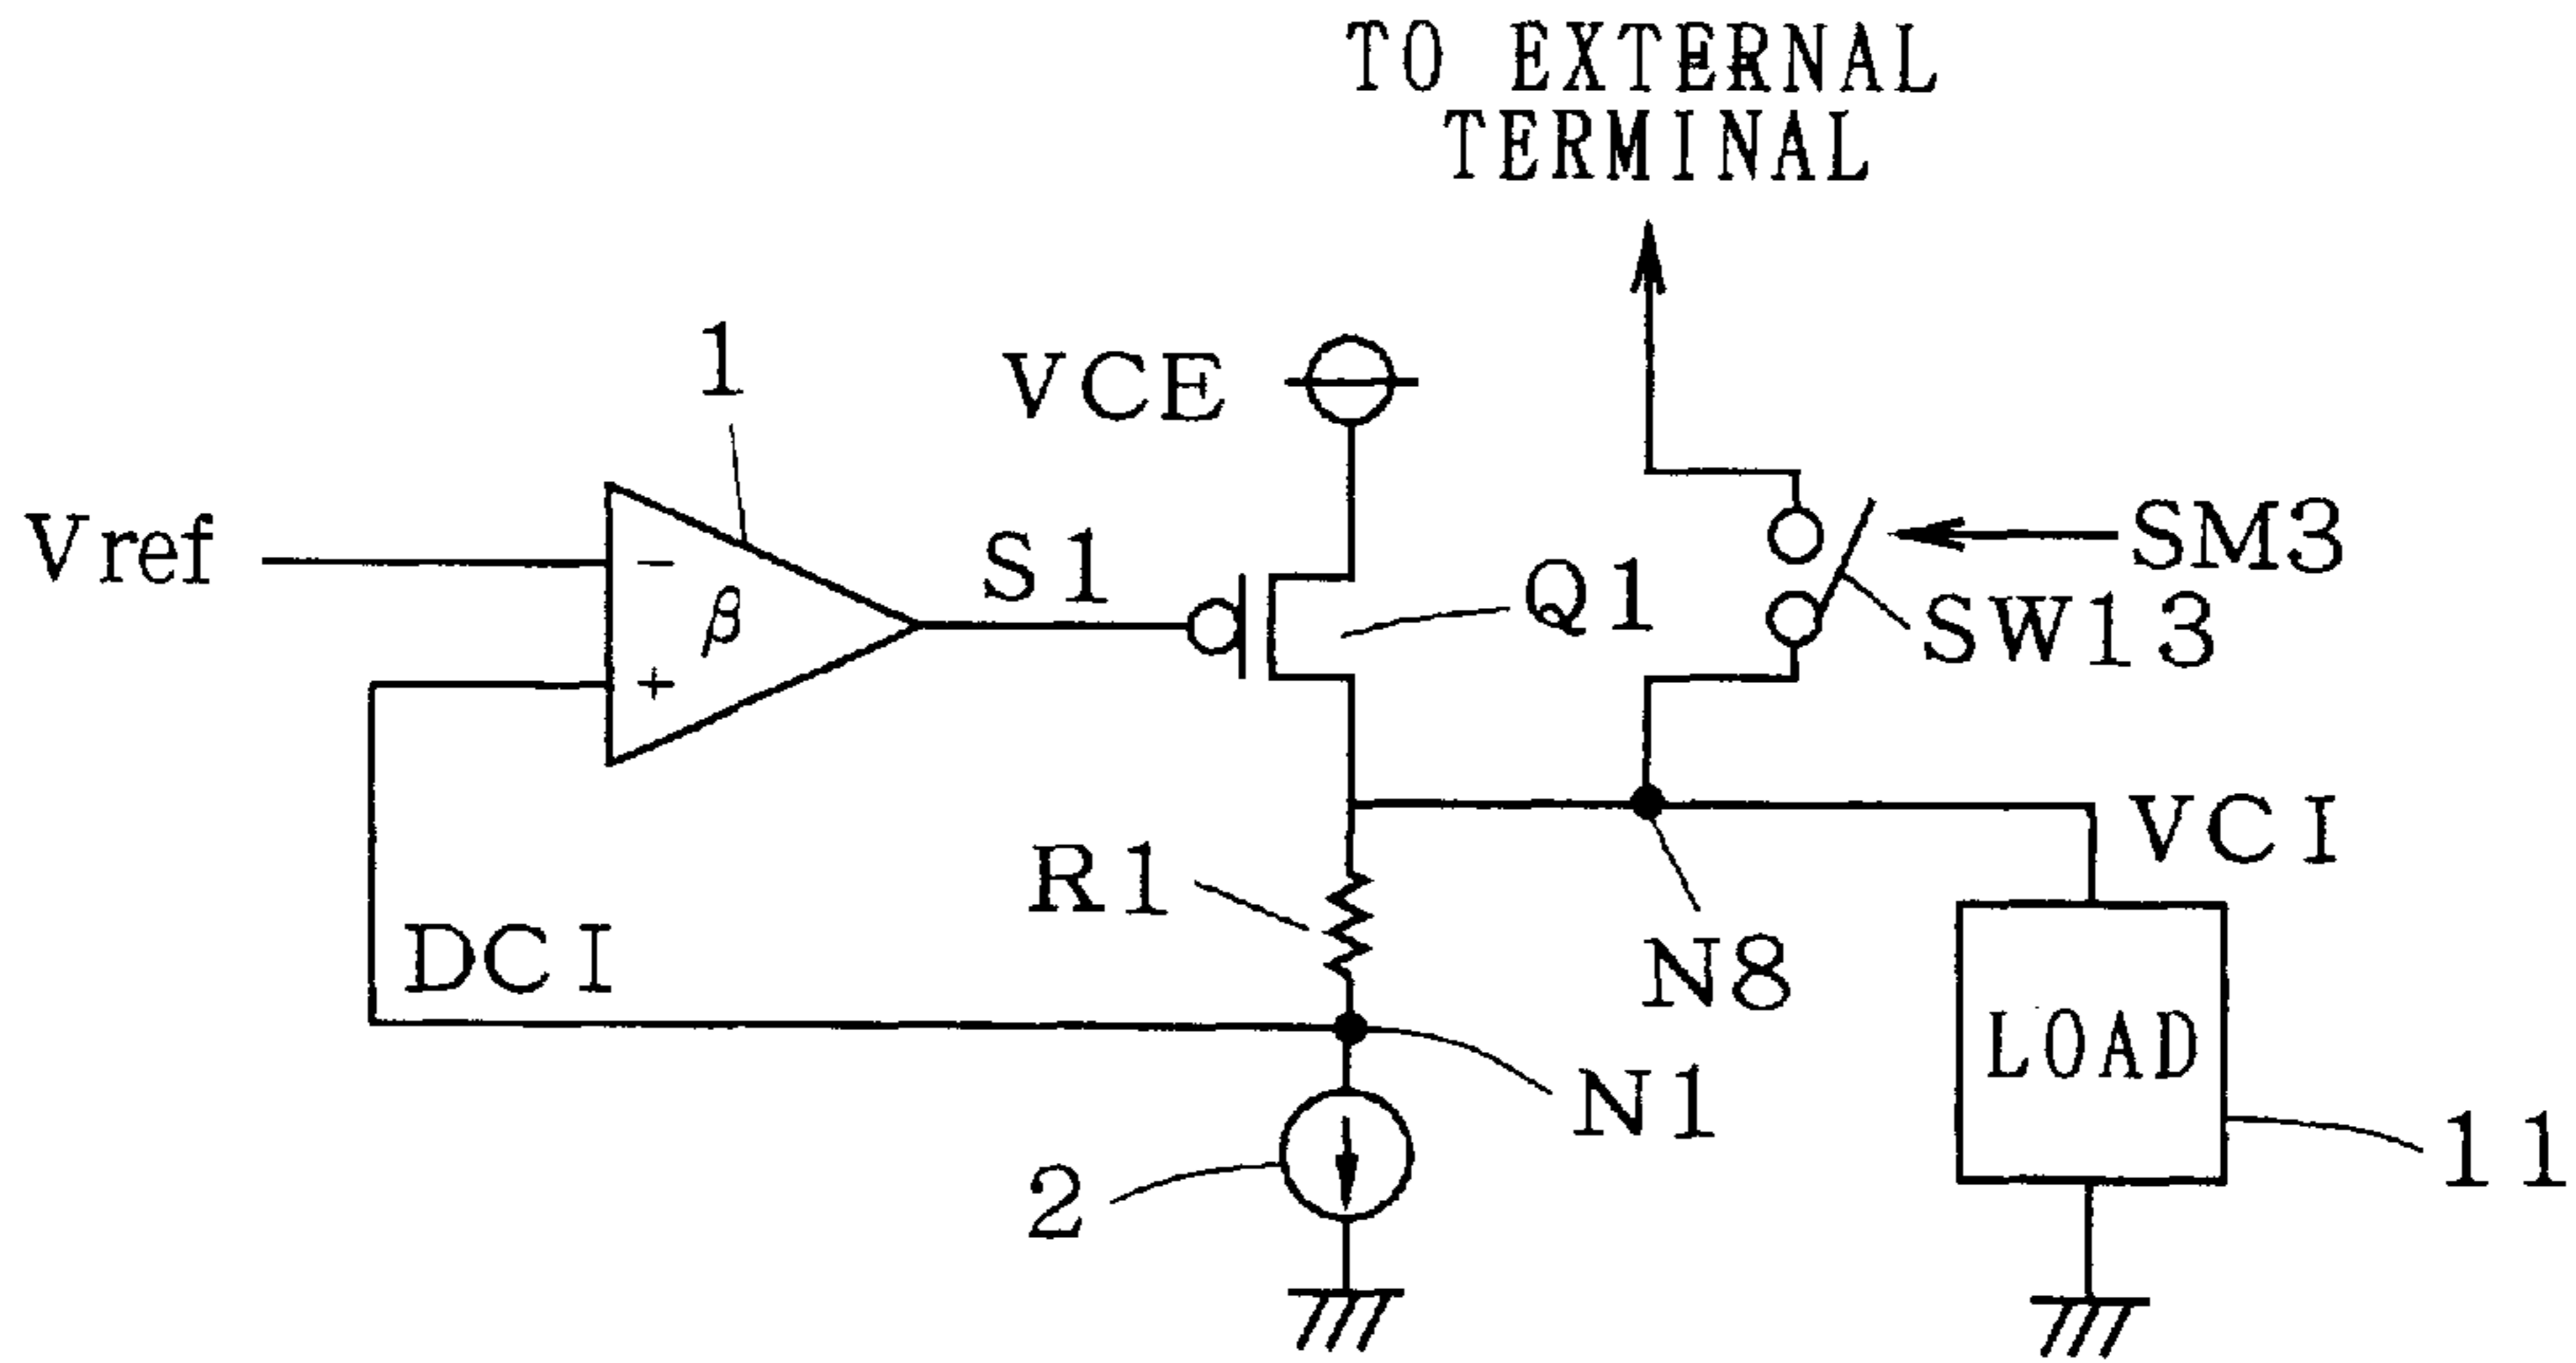 TO EXTERNAL
TERMINAL
1
VCE
Vref
-
β
+
S1
Q1
SM3
SW13
VCI
R1
DCI
N8
LOAD
N1
2
11